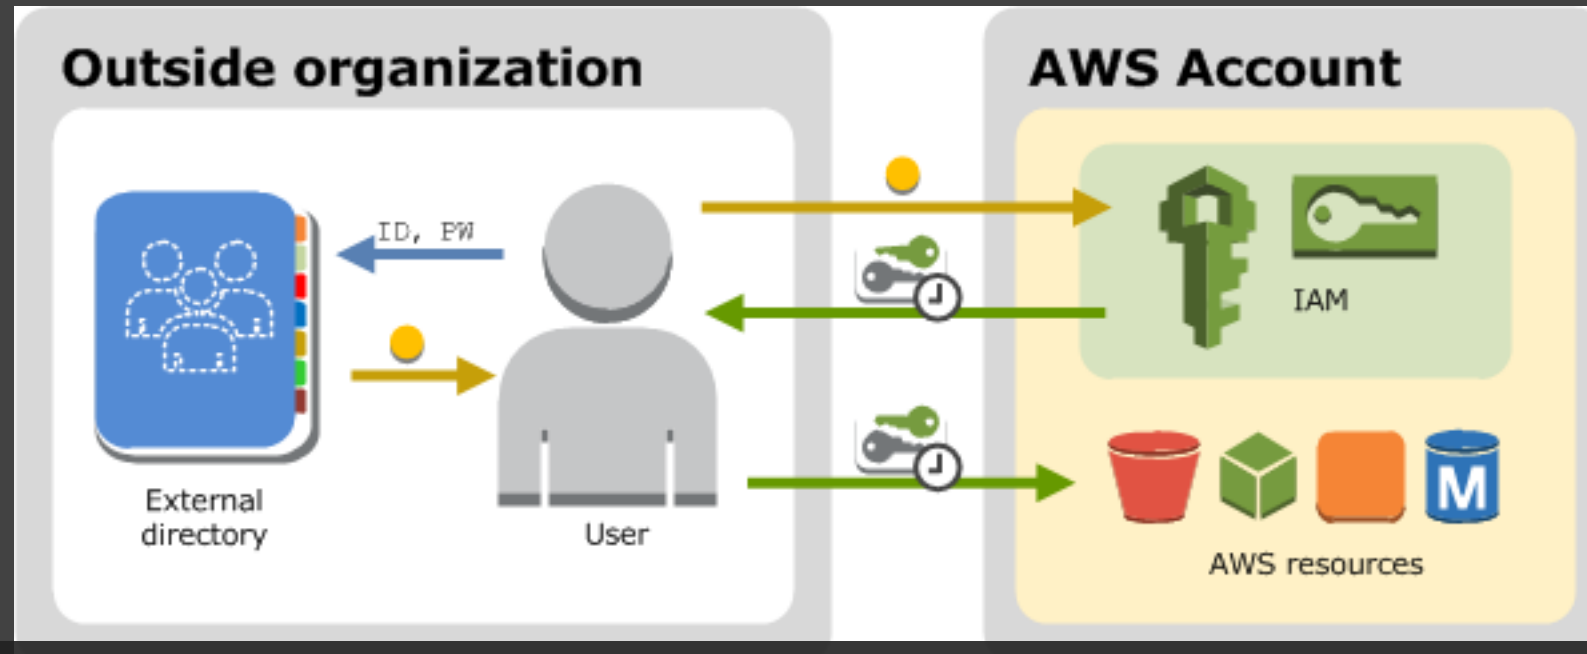 Outside organization
AWS Account
ID, PW
IAM
External
directory
User
M
AWS resources